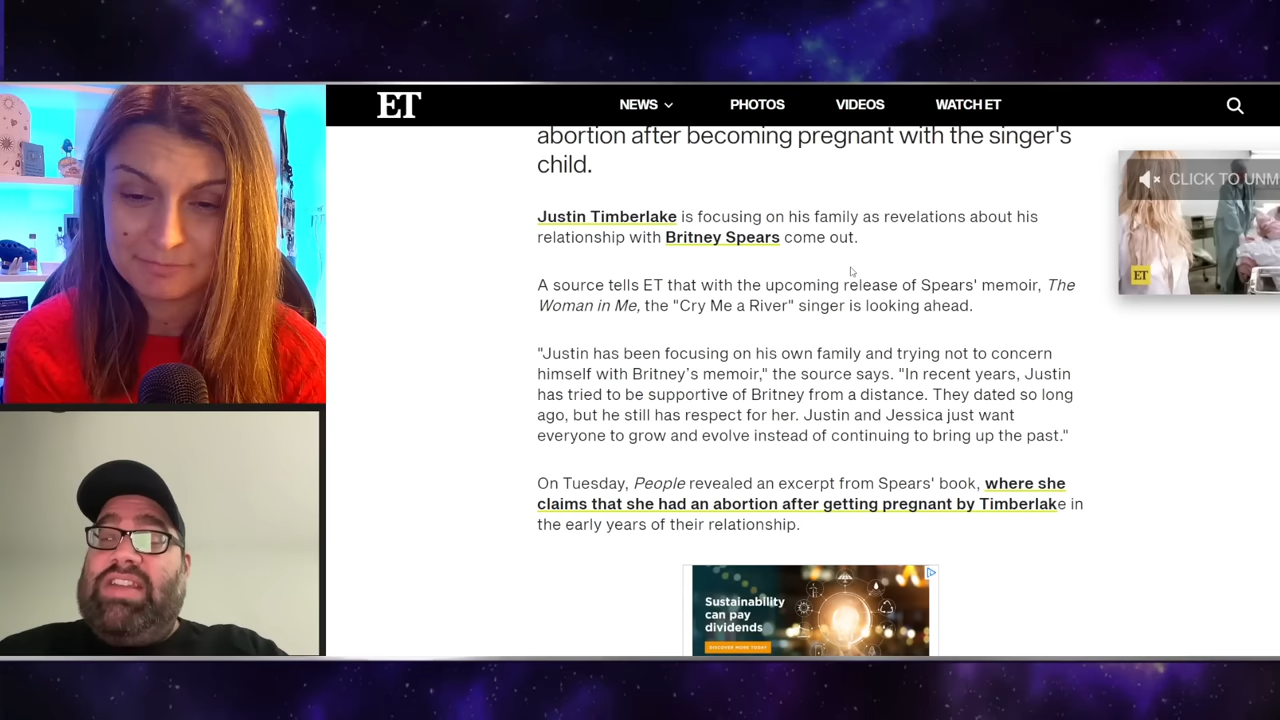 ET
NEWS
PHOTOS
VIDEOS
WATCH ET
abortion after becoming pregnant with the singer's
child.
CLICK TO UNM
ET
Justin Timberlake is focusing on his family as revelations about his
relationship with Britney Spears come out.
A source tells ET that with the upcoming release of Spears' memoir, The
Woman in Me, the "Cry Me a River" singer is looking ahead.
"Justin has been focusing on his own family and trying not to concern
himself with Britney’s memoir," the source says. "In recent years, Justin
has tried to be supportive of Britney from a distance. They dated so long
ago, but he still has respect for her. Justin and Jessica just want
everyone to grow and evolve instead of continuing to bring up the past."
On Tuesday, People revealed an excerpt from Spears' book, where she
claims that she had an abortion after getting pregnant by Timberlake in
the early years of their relationship.
Sustainability
can pay
dividends
DISCOVER MORE TODAY